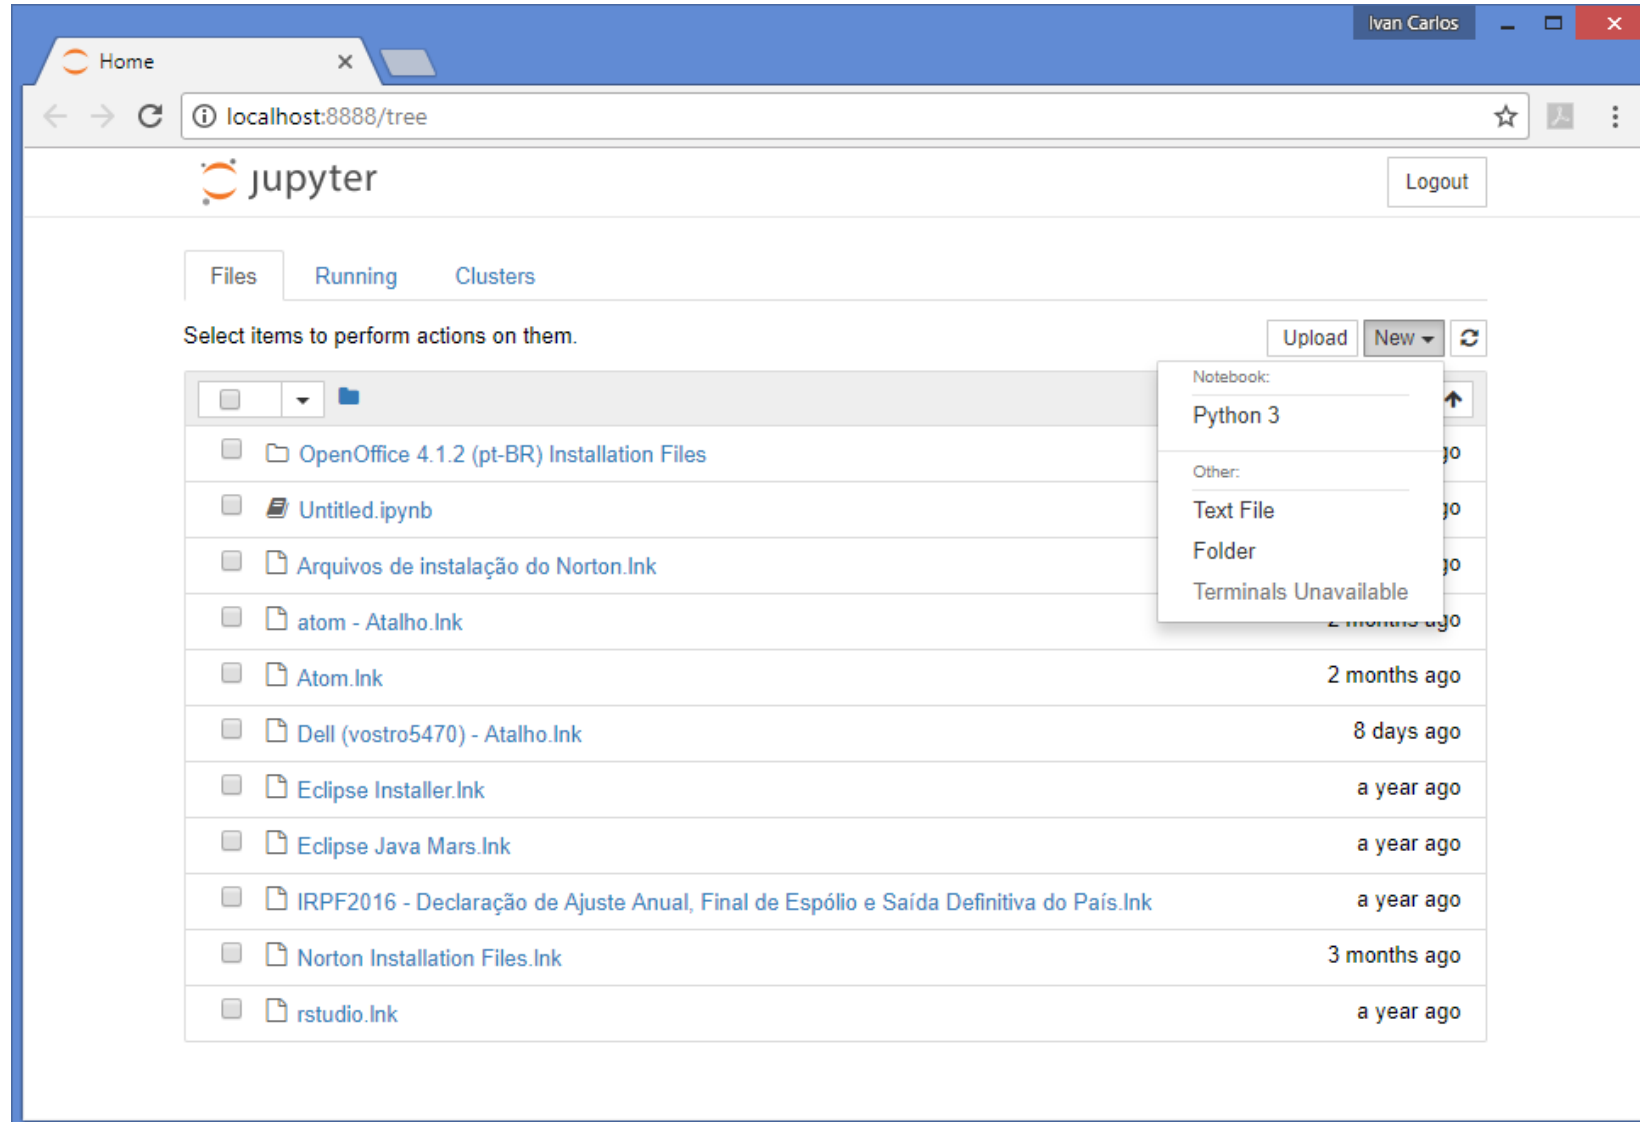 Ivan Carlos
Home
localhost:8888/tree
jupyter
Logout
Files Running Clusters
Select items to perform actions on them.
Upload New
Notebook:
Python 3
Other:
Text File
Folder
Terminals Unavailable
OpenOffice 4.1.2 (pt-BR) Installation Files
Untitled.ipynb
Arquivos de instalação do Norton.lnk
atom - Atalho.lnk
Atom.lnk 2 months ago
Dell (vostro5470) - Atalho.lnk 8 days ago
Eclipse Installer.lnk a year ago
Eclipse Java Mars.lnk a year ago
IRPF2016 - Declaração de Ajuste Anual, Final de Espólio e Saída Definitiva do País.lnk a year ago
Norton Installation Files.lnk 3 months ago
rstudio.lnk a year ago